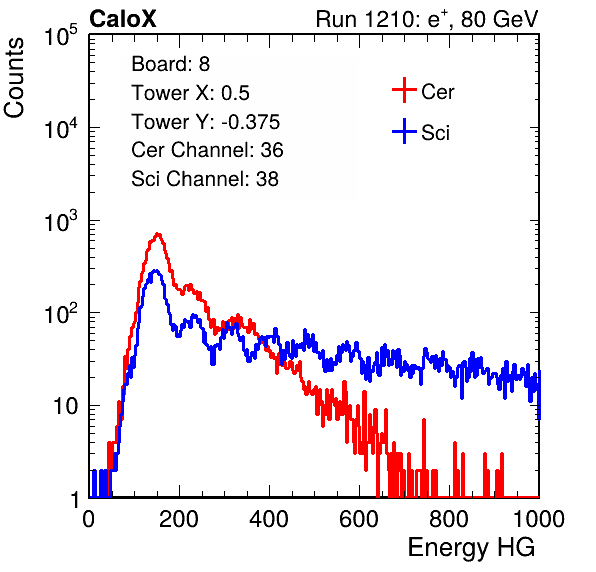 CaloX Run 1210: e⁺, 80 GeV
Counts
Board: 8
Tower X: 0.5
Tower Y: -0.375
Cer Channel: 36
Sci Channel: 38
Cer
Sci
10⁵
10⁴
10³
10²
10
1
0 200 400 600 800 1000
Energy HG